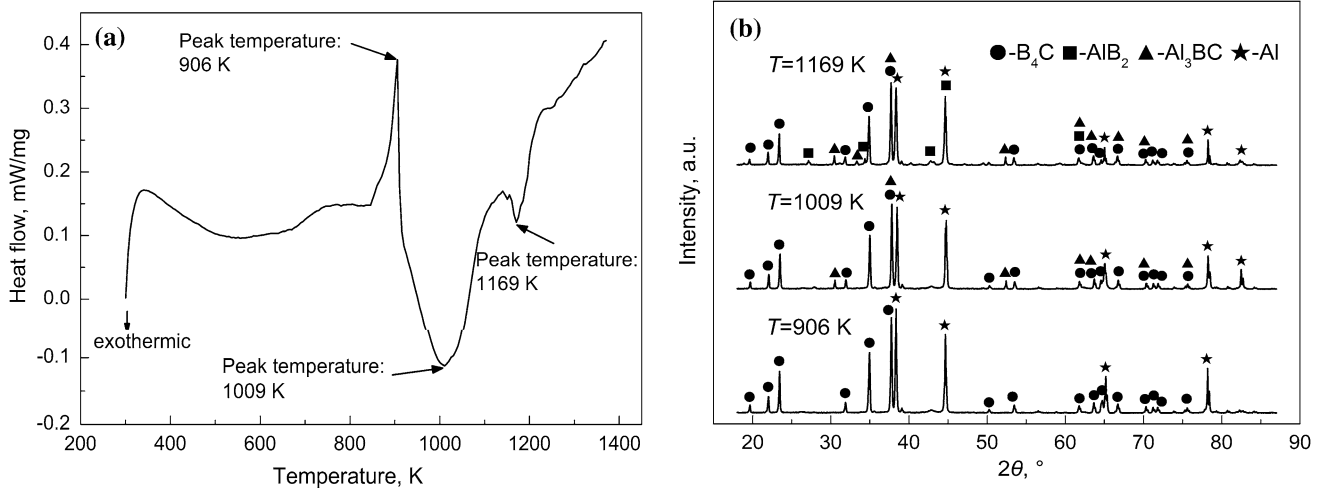 (a)
Peak temperature:
906 K
Peak temperature:
1169 K
exothermic
Peak temperature:
1009 K
0.4
0.3
0.2
0.1
0.0
-0.1
-0.2
Heat flow, mW/mg
200 400 600 800 1000 1200 1400
Temperature, K
(b)
-B₄C -AlB₂ -Al₃BC -Al
T=1169 K
T=1009 K
T=906 K
Intensity, a.u.
20 30 40 50 60 70 80 90
2θ, °